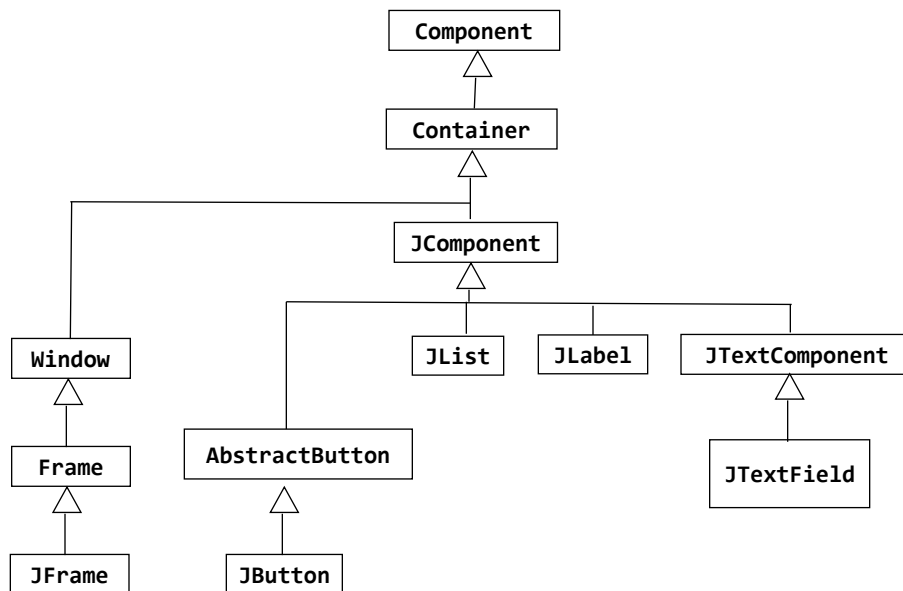 Component
Container
JComponent
Window
JList
JLabel
JTextComponent
Frame
AbstractButton
JTextField
JFrame
JButton